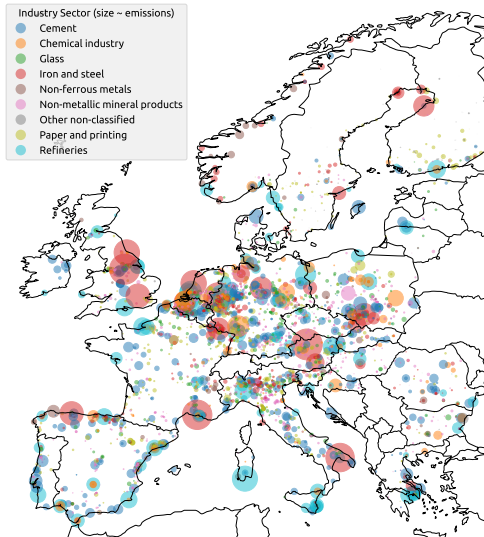 Industry Sector (size ~ emissions)
Cement
Chemical industry
Glass
Iron and steel
Non-ferrous metals
Non-metallic mineral products
Other non-classified
Paper and printing
Refineries